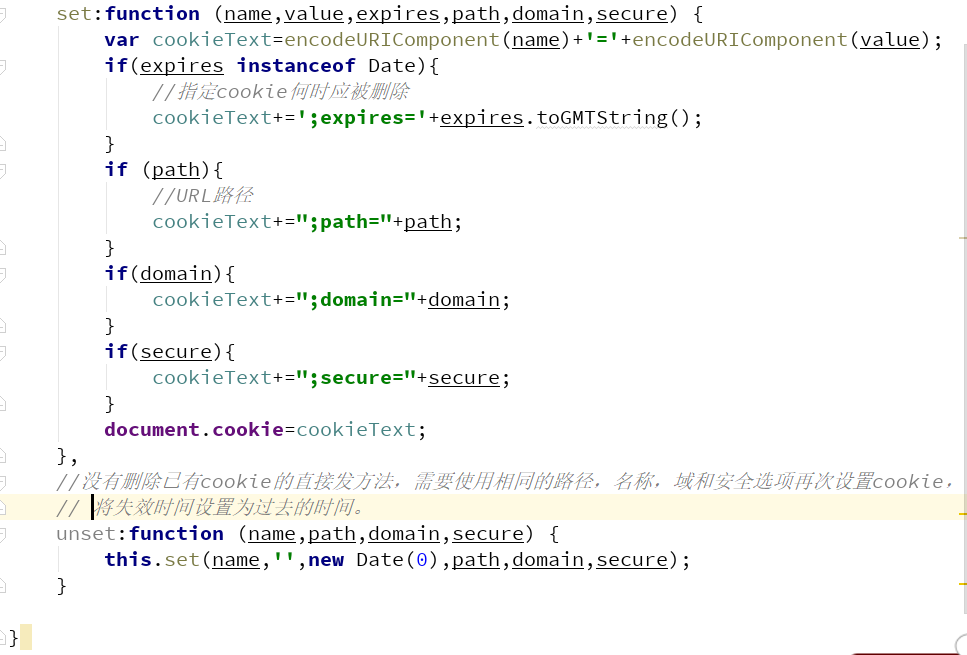 set:function (name,value,expires,path,domain,secure) {
var cookieText=encodeURIComponent(name)+'='+encodeURIComponent(value);
if(expires instanceof Date){
//指定cookie何时应被删除
cookieText+=';expires='+expires.toGMTString();
}
if (path){
//URL路径
cookieText+=";path="+path;
}
if(domain){
cookieText+=";domain="+domain;
}
if(secure){
cookieText+=";secure="+secure;
}
document.cookie=cookieText;
},
//没有删除已有cookie的直接发方法，需要使用相同的路径，名称，域和安全选项再次设置cookie，
// 将失效时间设置为过去的时间。
unset:function (name,path,domain,secure) {
this.set(name,'',new Date(0),path,domain,secure);
}
}